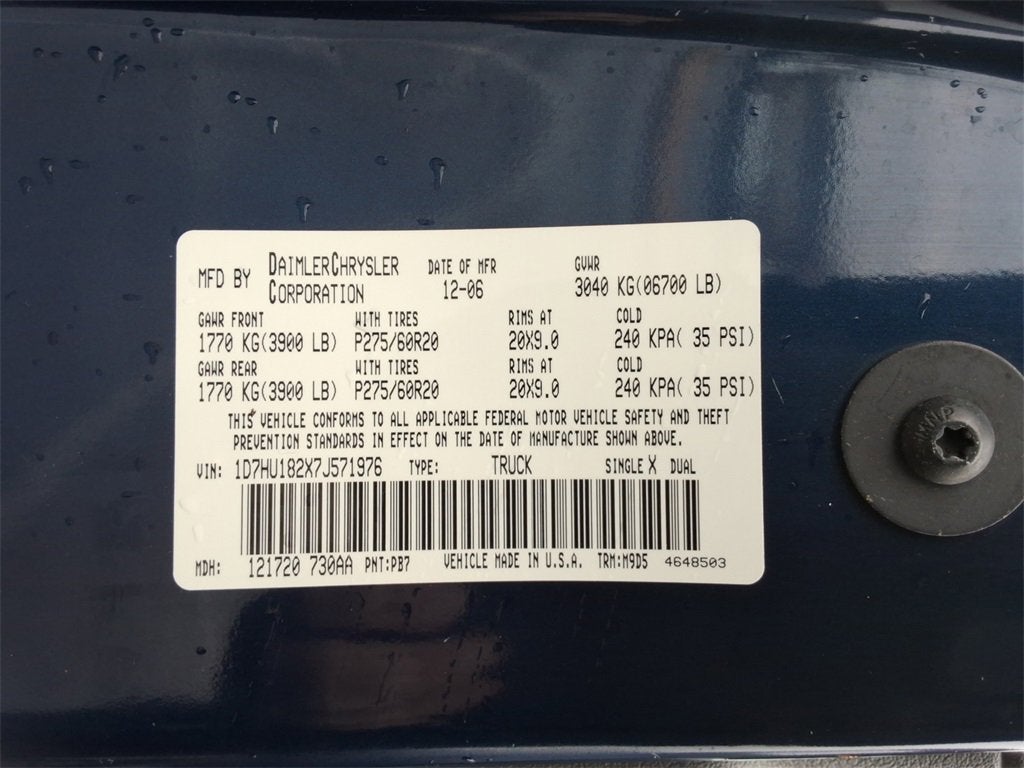 MFD BY DAIMLERCHRYSLER CORPORATION DATE OF MFR 12-06 GVWR 3040 KG(06700 LB)
GAWR FRONT WITH TIRES RIMS AT COLD
1770 KG(3900 LB) P275/60R20 20X9.0 240 KPA( 35 PSI)
GAWR REAR WITH TIRES RIMS AT COLD
1770 KG(3900 LB) P275/60R20 20X9.0 240 KPA( 35 PSI)
THIS VEHICLE CONFORMS TO ALL APPLICABLE FEDERAL MOTOR VEHICLE SAFETY AND THEFT
PREVENTION STANDARDS IN EFFECT ON THE DATE OF MANUFACTURE SHOWN ABOVE.
VIN: 1D7HU182X7J571976 TYPE: TRUCK SINGLE X DUAL
MDH: 121720 730AA PNT:PB7 VEHICLE MADE IN U.S.A. TRM:M9D5 4648503